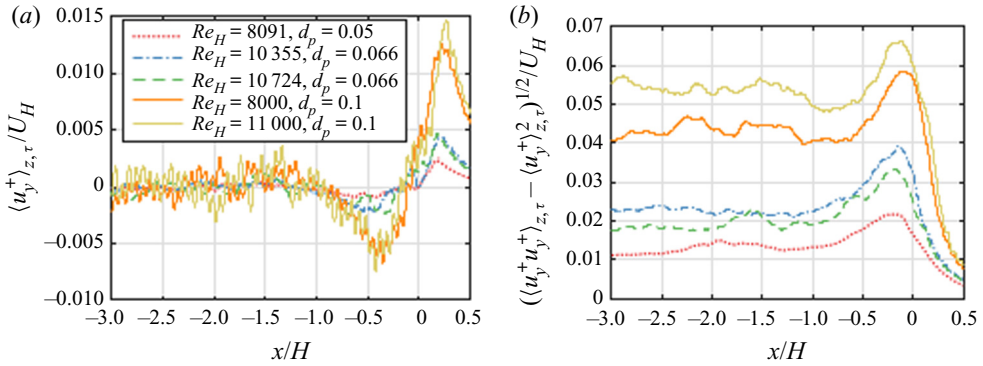 (a)
0.015
0.010
0.005
0
−0.005
−0.010
⟨u_y^+⟩_{z,τ}/U_H
Re_H = 8091, d_p = 0.05
Re_H = 10 355, d_p = 0.066
Re_H = 10 724, d_p = 0.066
Re_H = 8000, d_p = 0.1
Re_H = 11 000, d_p = 0.1
−3.0 −2.5 −2.0 −1.5 −1.0 −0.5 0 0.5
x/H
(b)
0.07
0.06
0.05
0.04
0.03
0.02
0.01
0
(⟨u_y^+u_y^+⟩_{z,τ} − ⟨u_y^+⟩^2_{z,τ})^{1/2}/U_H
−3.0 −2.5 −2.0 −1.5 −1.0 −0.5 0 0.5
x/H